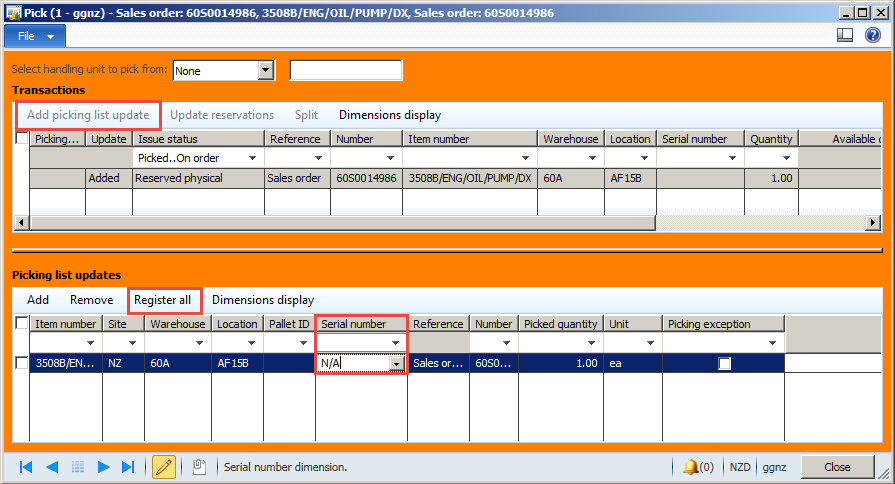 Pick (1 - ggnz) - Sales order: 60S0014986, 3508B/ENG/OIL/PUMP/DX, Sales order: 60S0014986
File
Select handling unit to pick from: None
Transactions
Add picking list update Update reservations Split Dimensions display
Picking... Update Issue status Reference Number Item number Warehouse Location Serial number Quantity Available
Picked..On order
Added Reserved physical Sales order 60S0014986 3508B/ENG/OIL/PUMP/DX 60A AF15B 1.00
Picking list updates
Add Remove Register all Dimensions display
Item number Site Warehouse Location Pallet ID Serial number Reference Number Picked quantity Unit Picking exception
3508B/EN... NZ 60A AF15B N/A Sales or... 60S0... 1.00 ea
Serial number dimension. (0) NZD ggnz Close